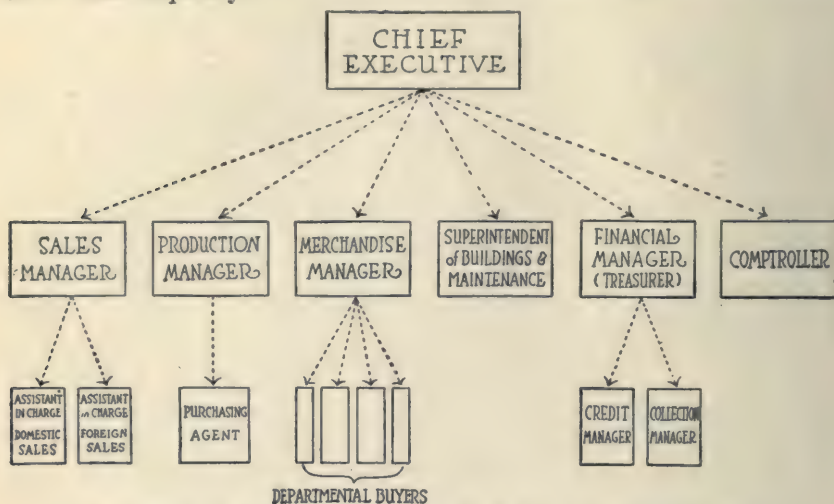 CHIEF
EXECUTIVE
SALES
MANAGER
PRODUCTION
MANAGER
MERCHANDISE
MANAGER
SUPERINTENDENT
of BUILDINGS &
MAINTENANCE
FINANCIAL
MANAGER
(TREASURER)
COMPTROLLER
ASSISTANT
IN CHARGE
DOMESTIC
SALES
ASSISTANT
in CHARGE
FOREIGN
SALES
PURCHASING
AGENT
CREDIT
MANAGER
COLLECTION
MANAGER
DEPARTMENTAL BUYERS